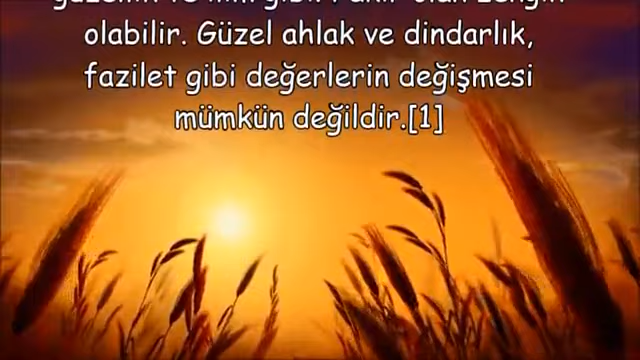 olabilir. Güzel ahlak ve dindarlık,
fazilet gibi değerlerin değişmesi
mümkün değildir.[1]